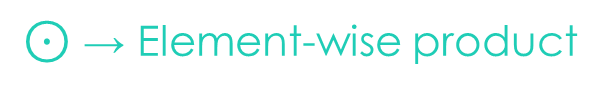 ⊙ → Element-wise product